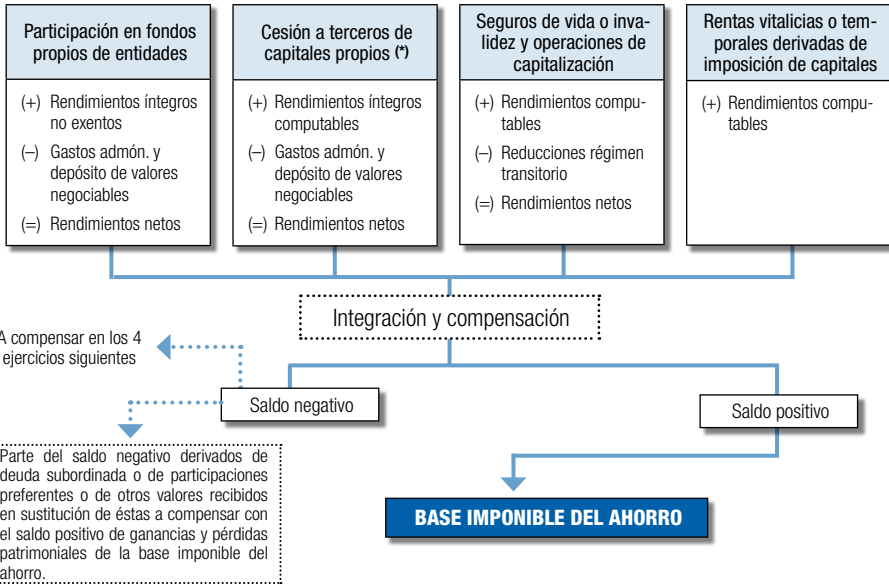 Participación en fondos
propios de entidades
(+) Rendimientos íntegros
no exentos
(–) Gastos admón. y
depósito de valores
negociables
(=) Rendimientos netos
Cesión a terceros de
capitales propios (*)
(+) Rendimientos íntegros
computables
(–) Gastos admón. y
depósito de valores
negociables
(=) Rendimientos netos
Seguros de vida o inva-
lidez y operaciones de
capitalización
(+) Rendimientos compu-
tables
(–) Reducciones régimen
transitorio
(=) Rendimientos netos
Rentas vitalicias o tem-
porales derivadas de
imposición de capitales
(+) Rendimientos compu-
tables
Integración y compensación
A compensar en los 4
ejercicios siguientes
Saldo negativo
Saldo positivo
Parte del saldo negativo derivados de
deuda subordinada o de participaciones
preferentes o de otros valores recibidos
en sustitución de éstas a compensar con
el saldo positivo de ganancias y pérdidas
patrimoniales de la base imponible del
ahorro.
BASE IMPONIBLE DEL AHORRO